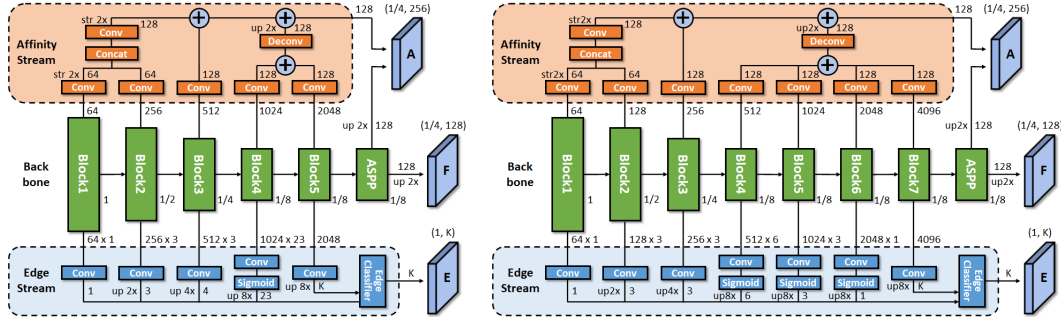 str 2x
128
Conv
Concat
Affinity
Stream
str 2x
64
64
Conv
Conv
Conv
Conv
Conv
128
128
128
up 2x
128
Deconv
128
(1/4, 256)
A
64
256
512
1024
2048
up 2x
128
Back
bone
Block1
1
Block2
1/2
Block3
1/4
Block4
1/8
Block5
1/8
ASPP
1/8
128
up 2x
(1/4, 128)
F
64 x 1
256 x 3
512 x 3
1024 x 23
2048
Edge
Stream
Conv
Conv
Conv
Conv
Conv
Sigmoid
1
up 2x
3
up 4x
4
up 8x
23
up 8x
K
Edge
Classifier
K
(1, K)
E
str2x
128
Conv
Concat
Affinity
Stream
str2x
64
64
Conv
Conv
Conv
Conv
Conv
Conv
Conv
128
128
128
128
128
up2x
128
Deconv
128
(1/4, 256)
A
64
128
256
512
1024
2048
4096
up2x
128
Back
bone
Block1
1
Block2
1/2
Block3
1/4
Block4
1/8
Block5
1/8
Block6
1/8
Block7
1/8
ASPP
1/8
128
up2x
(1/4, 128)
F
64 x 1
128 x 3
256 x 3
512 x 6
1024 x 3
2048 x 1
4096
Edge
Stream
Conv
Conv
Conv
Conv
Conv
Conv
Conv
Sigmoid
Sigmoid
Sigmoid
1
up2x
3
up4x
3
up8x
6
up8x
3
up8x
1
up8x
K
Edge
Classifier
K
(1, K)
E